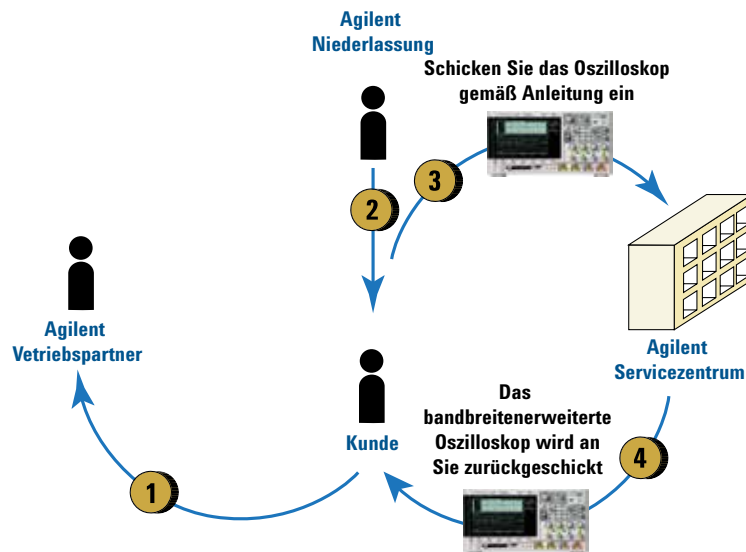 Agilent
Niederlassung
Schicken Sie das Oszilloskop
gemäß Anleitung ein
3
2
Agilent
Vetriebspartner
Agilent
Servicezentrum
Kunde
Das
bandbreitenerweiterte
Oszilloskop wird an
Sie zurückgeschickt
4
1